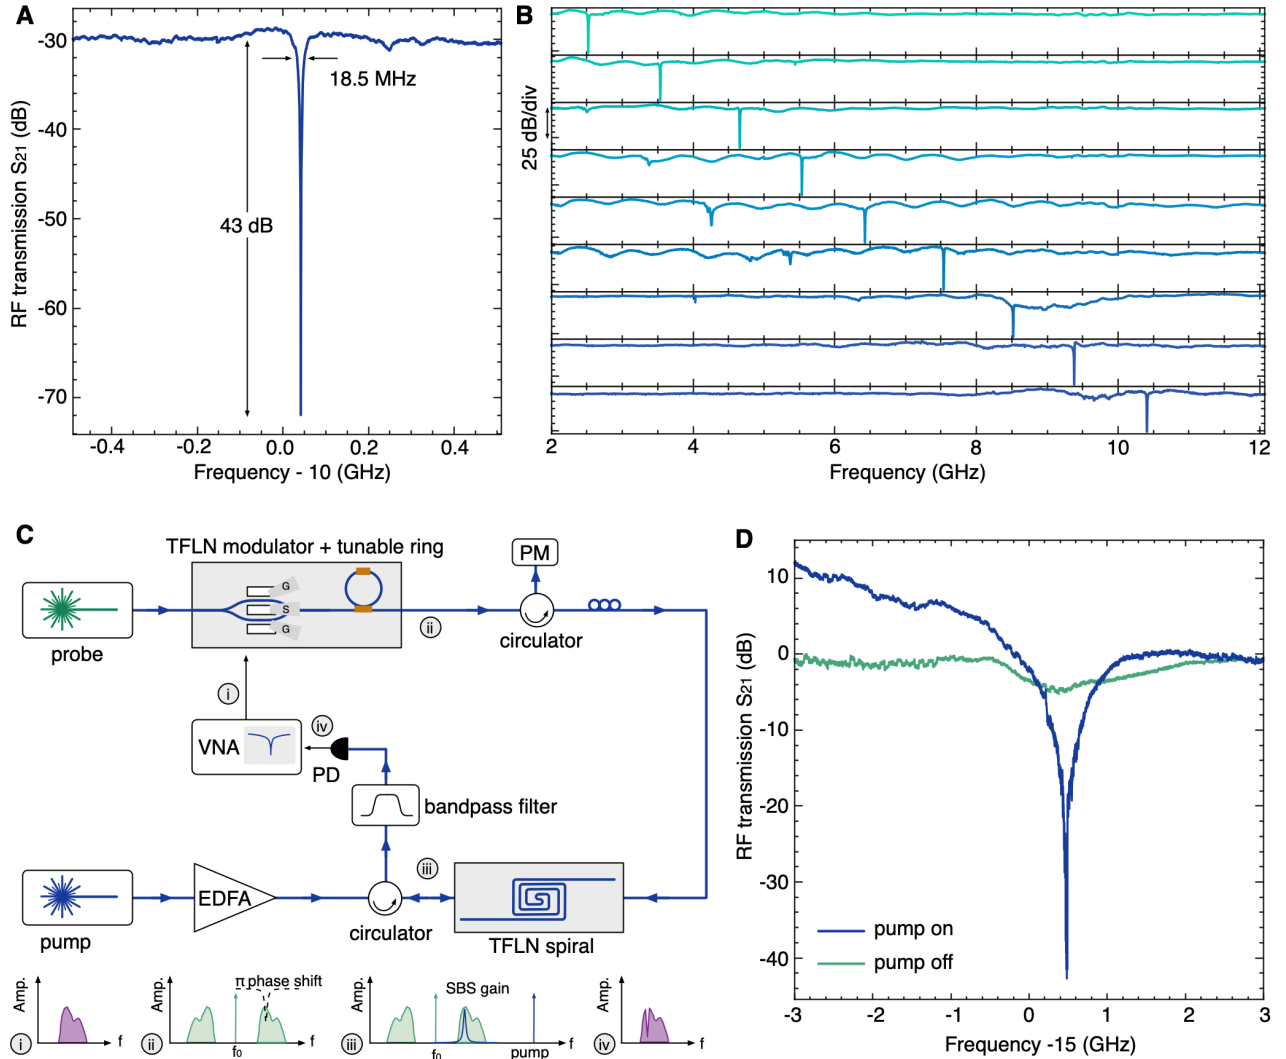 A
-30
-40
-50
-60
-70
RF transmission S21 (dB)
43 dB
18.5 MHz
-0.4
-0.2
0.0
0.2
0.4
Frequency - 10 (GHz)
B
25 dB/div
2
4
6
8
10
12
Frequency (GHz)
C
TFLN modulator + tunable ring
G
S
G
probe
ii
PM
circulator
i
VNA
iv
PD
bandpass filter
iii
pump
EDFA
circulator
TFLN spiral
Amp.
i
f
Amp.
π phase shift
ii
f0
f
Amp.
SBS gain
iii
f0
pump
f
Amp.
iv
f
D
10
0
-10
-20
-30
-40
RF transmission S21 (dB)
pump on
pump off
-3
-2
-1
0
1
2
3
Frequency -15 (GHz)